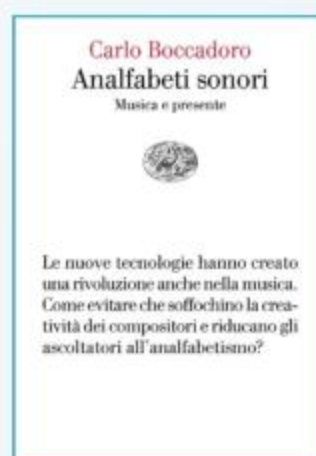 Carlo Boccadoro
Analfabeti sonori
Musica e presente
Le nuove tecnologie hanno creato
una rivoluzione anche nella musica.
Come evitare che soffochino la crea-
tività dei compositori e riducano gli
ascoltatori all'analfabetismo?